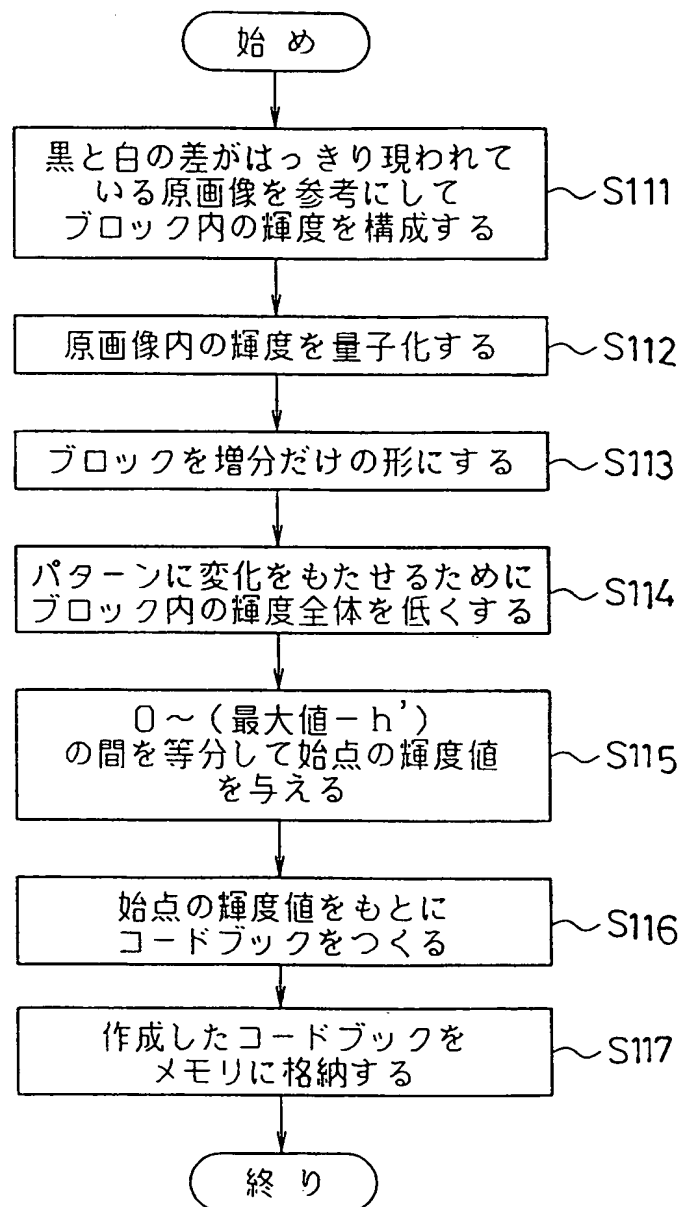 始め
黒と白の差がはっきり現われて
いる原画像を参考にして
ブロック内の輝度を構成する
S111
原画像内の輝度を量子化する
S112
ブロックを増分だけの形にする
S113
パターンに変化をもたせるために
ブロック内の輝度全体を低くする
S114
0～(最大値-h')
の間を等分して始点の輝度値
を与える
S115
始点の輝度値をもとに
コードブックをつくる
S116
作成したコードブックを
メモリに格納する
S117
終り